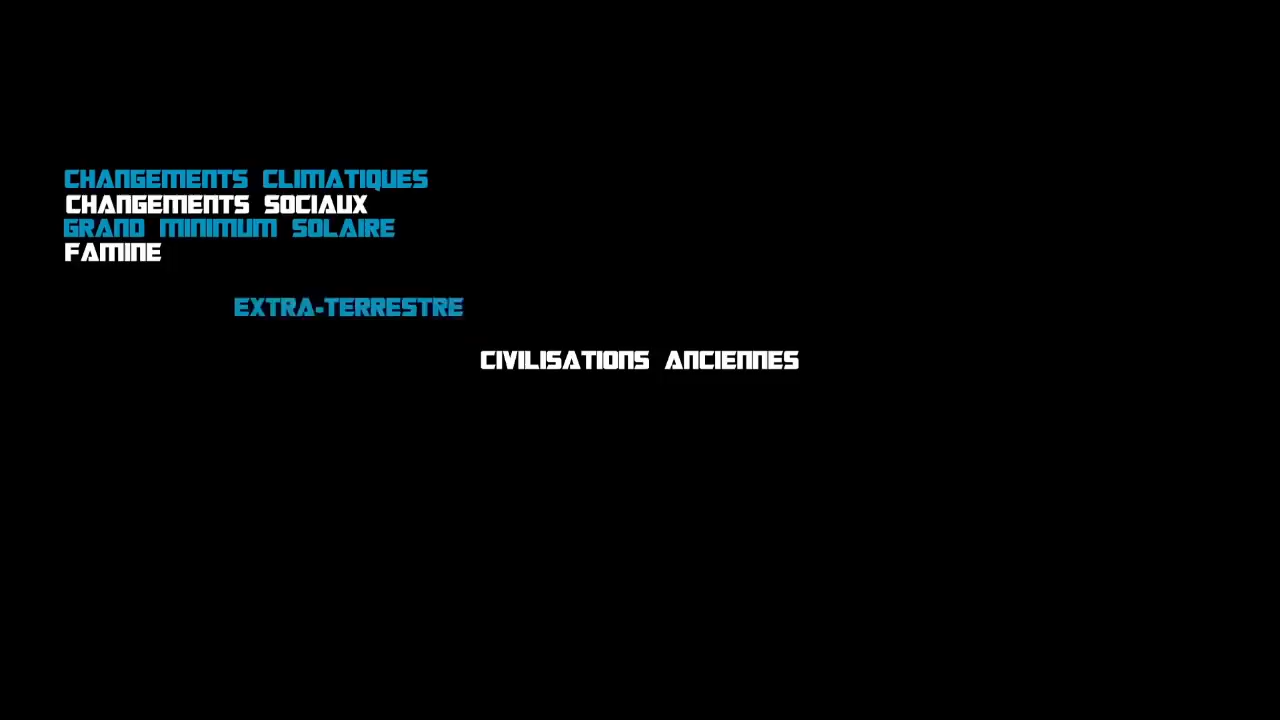 CHANGEMENTS CLIMATIQUES
CHANGEMENTS SOCIAUX
GRAND MINIMUM SOLAIRE
FAMINE
EXTRA-TERRESTRE
CIVILISATIONS ANCIENNES